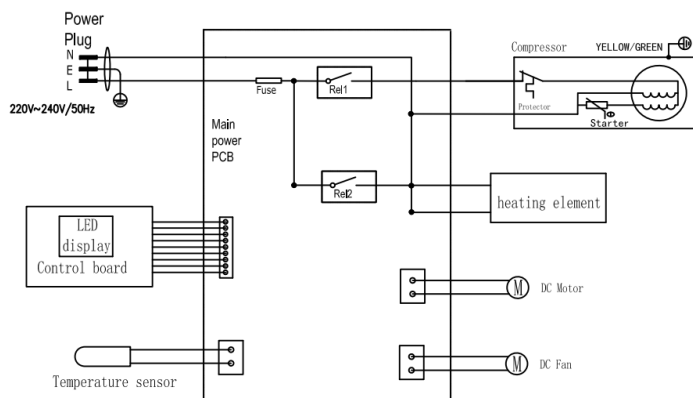 Power
Plug
N
E
L
220V~240V/50Hz
Fuse
Rel1
Main
power
PCB
Rel2
Compressor
YELLOW/GREEN
Protector
Starter
heating element
LED
display
Control board
M
DC Motor
Temperature sensor
M
DC Fan